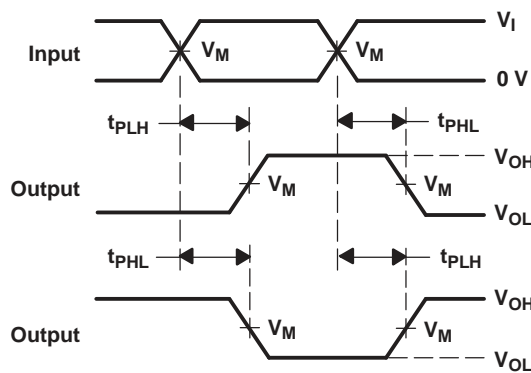 V_I
Input
V_M
V_M
0 V
t_PLH
t_PHL
V_OH
Output
V_M
V_M
V_OL
t_PHL
t_PLH
V_OH
Output
V_M
V_M
V_OL